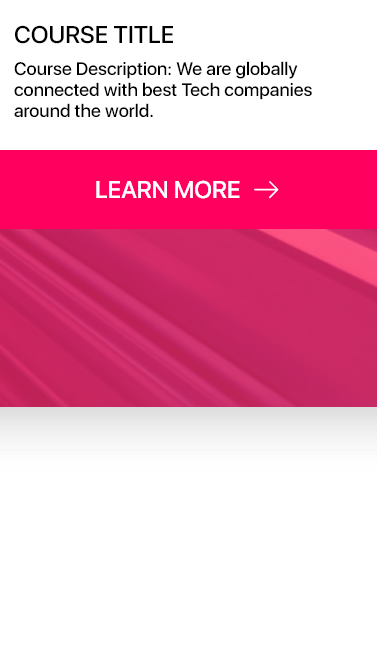 COURSE TITLE
Course Description: We are globally
connected with best Tech companies
around the world.
LEARN MORE →